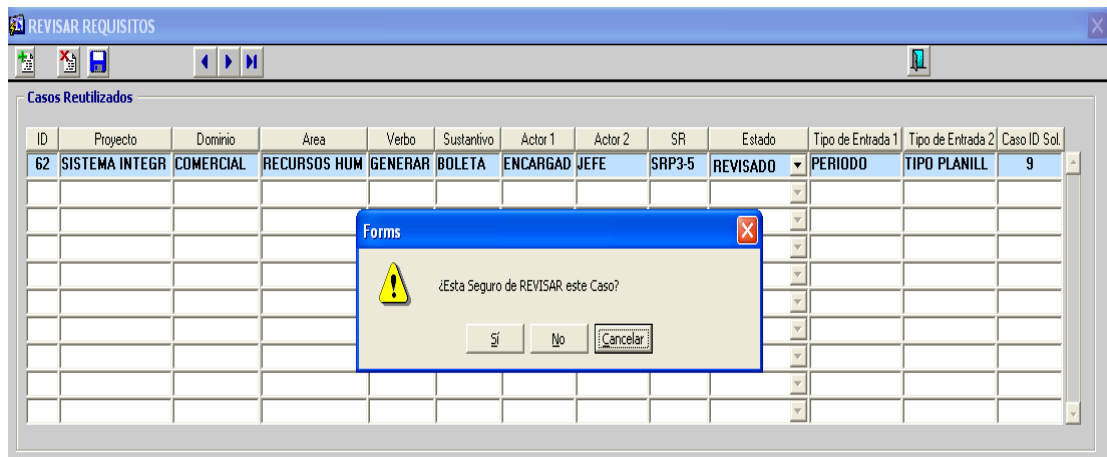 REVISAR REQUISITOS
Casos Reutilizados
ID Proyecto Dominio Area Verbo Sustantivo Actor 1 Actor 2 SR Estado Tipo de Entrada 1 Tipo de Entrada 2 Caso ID Sol.
62 SISTEMA INTEGR COMERCIAL RECURSOS HUM GENERAR BOLETA ENCARGAD JEFE SRP3-5 REVISADO PERIODO TIPO PLANILL 9
Forms
¿Esta Seguro de REVISAR este Caso?
Sí No Cancelar